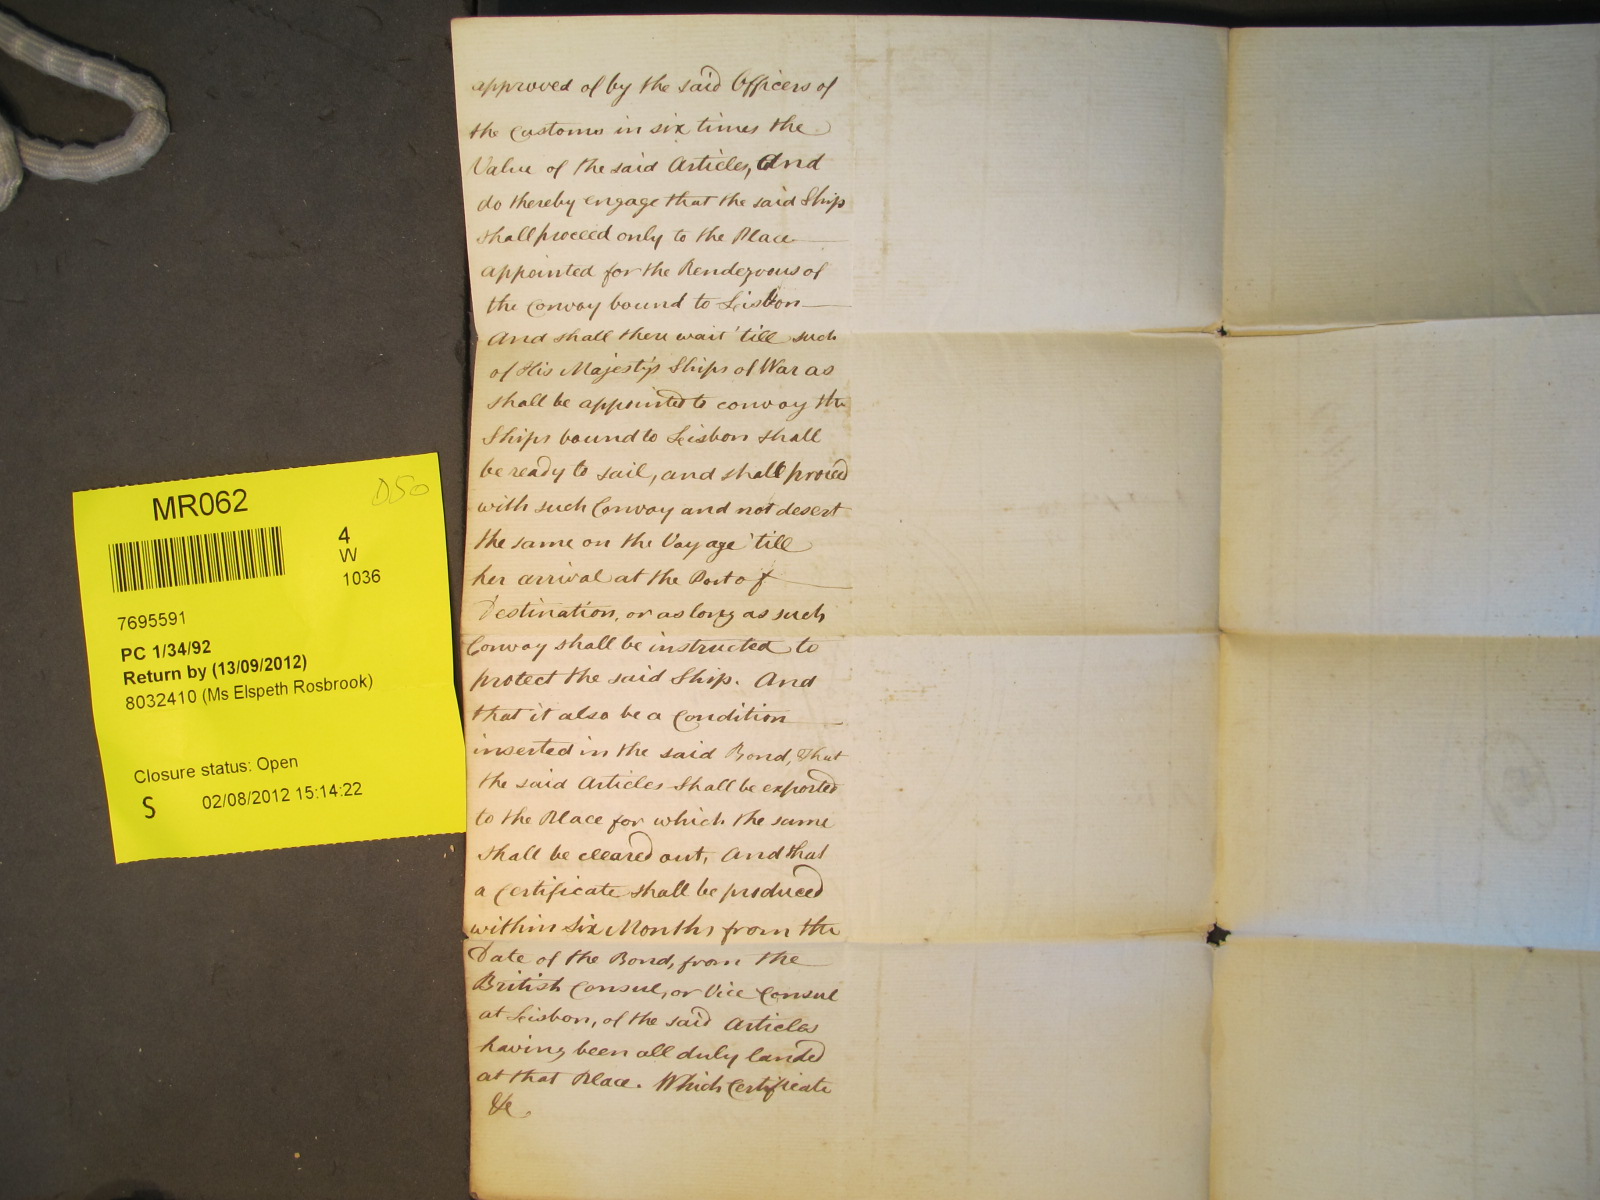 approved of by the said Officers of
the Customs in six times the
Value of the said Articles, And
do thereby engage that the said Ship
shall proceed only to the Place
appointed for the Rendezvous of
the Convoy bound to Lisbon
And shall there wait 'till such
of His Majesty's Ships of War as
shall be appointed to convoy the
Ships bound to Lisbon shall
be ready to sail, and shall proceed
with such Convoy and not desert
the same on the Voyage 'till
her arrival at the Port of
Destination, or as long as such
Convoy shall be instructed to
protect the said Ship. And
that it also be a Condition
inserted in the said Bond, That
the said Articles shall be exported
to the Place for which the same
shall be cleared out, And that
a Certificate shall be produced
within Six Months from the
Date of the Bond, from the
British Consul, or Vice Consul
at Lisbon, of the said Articles
having been all duly landed
at that Place. Which Certificate
&c.
MR062
D50
4
W
1036
7695591
PC 1/34/92
Return by (13/09/2012)
8032410 (Ms Elspeth Rosbrook)
Closure status: Open
S 02/08/2012 15:14:22